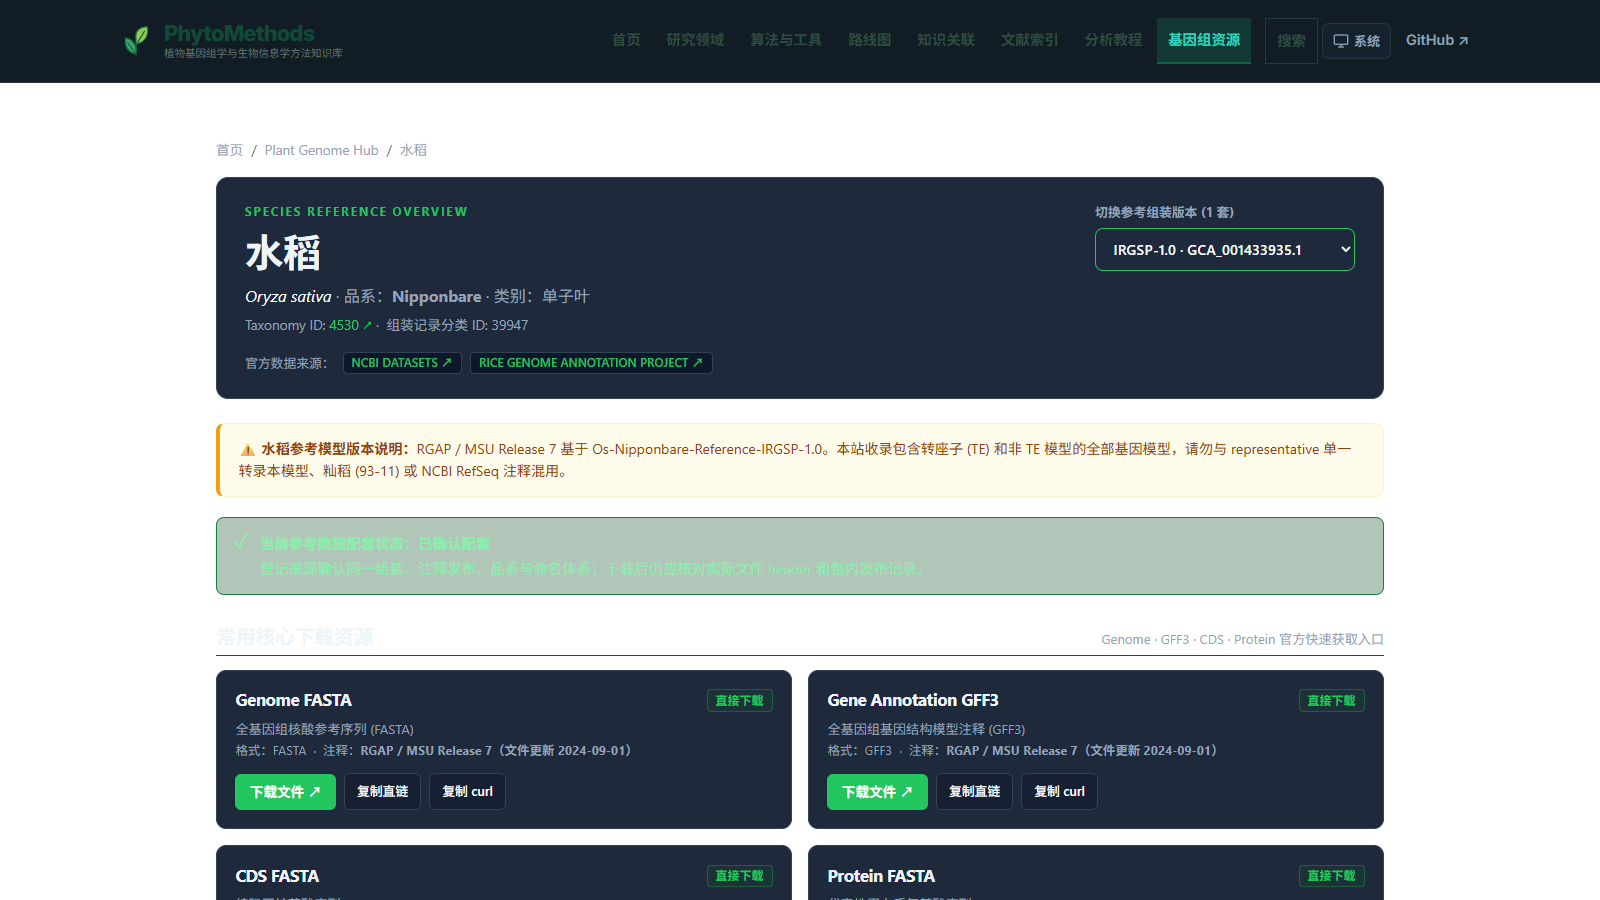 PhytoMethods
植物基因组学与生物信息学方法知识库
首页 研究领域 算法与工具 路线图 知识关联 文献索引 分析教程 基因组资源 搜索 系统 GitHub ↗
首页 / Plant Genome Hub / 水稻
SPECIES REFERENCE OVERVIEW
水稻
Oryza sativa · 品系：Nipponbare · 类别：单子叶
Taxonomy ID: 4530 ↗ · 组装记录分类 ID: 39947
官方数据来源： NCBI DATASETS ↗ RICE GENOME ANNOTATION PROJECT ↗
切换参考组装版本 (1 套)
IRGSP-1.0 · GCA_001433935.1
⚠️ 水稻参考模型版本说明：RGAP / MSU Release 7 基于 Os-Nipponbare-Reference-IRGSP-1.0。本站收录包含转座子 (TE) 和非 TE 模型的全部基因模型，请勿与 representative 单一
转录本模型、籼稻 (93-11) 或 NCBI RefSeq 注释混用。
✓ 当前参考数据配套状态：已确认配套
登记来源确认同一组装、注释发布、品系与命名体系；下载后仍应核对实际文件 header 和包内发布记录。
常用核心下载资源
Genome · GFF3 · CDS · Protein 官方快速获取入口
Genome FASTA 直接下载
全基因组核酸参考序列 (FASTA)
格式：FASTA · 注释：RGAP / MSU Release 7（文件更新 2024-09-01）
下载文件 ↗ 复制直链 复制 curl
Gene Annotation GFF3 直接下载
全基因组基因结构模型注释 (GFF3)
格式：GFF3 · 注释：RGAP / MSU Release 7（文件更新 2024-09-01）
下载文件 ↗ 复制直链 复制 curl
CDS FASTA 直接下载
Protein FASTA 直接下载